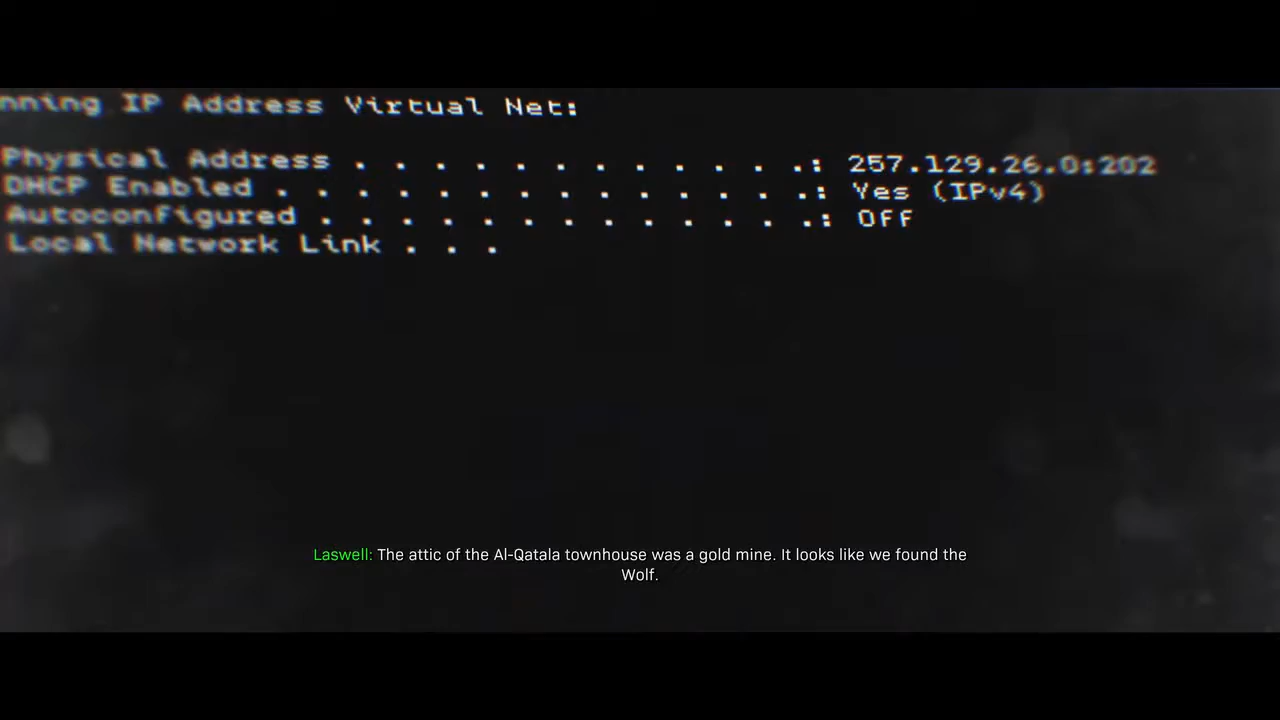 nning IP Address Virtual Net:
Physical Address . . . . . . . . . . . .: 257.129.26.0:202
DHCP Enabled . . . . . . . . . . . . . .: Yes (IPv4)
Autoconfigured . . . . . . . . . . . . .: Off
Local Network Link . . .
Laswell: The attic of the Al-Qatala townhouse was a gold mine. It looks like we found the
Wolf.